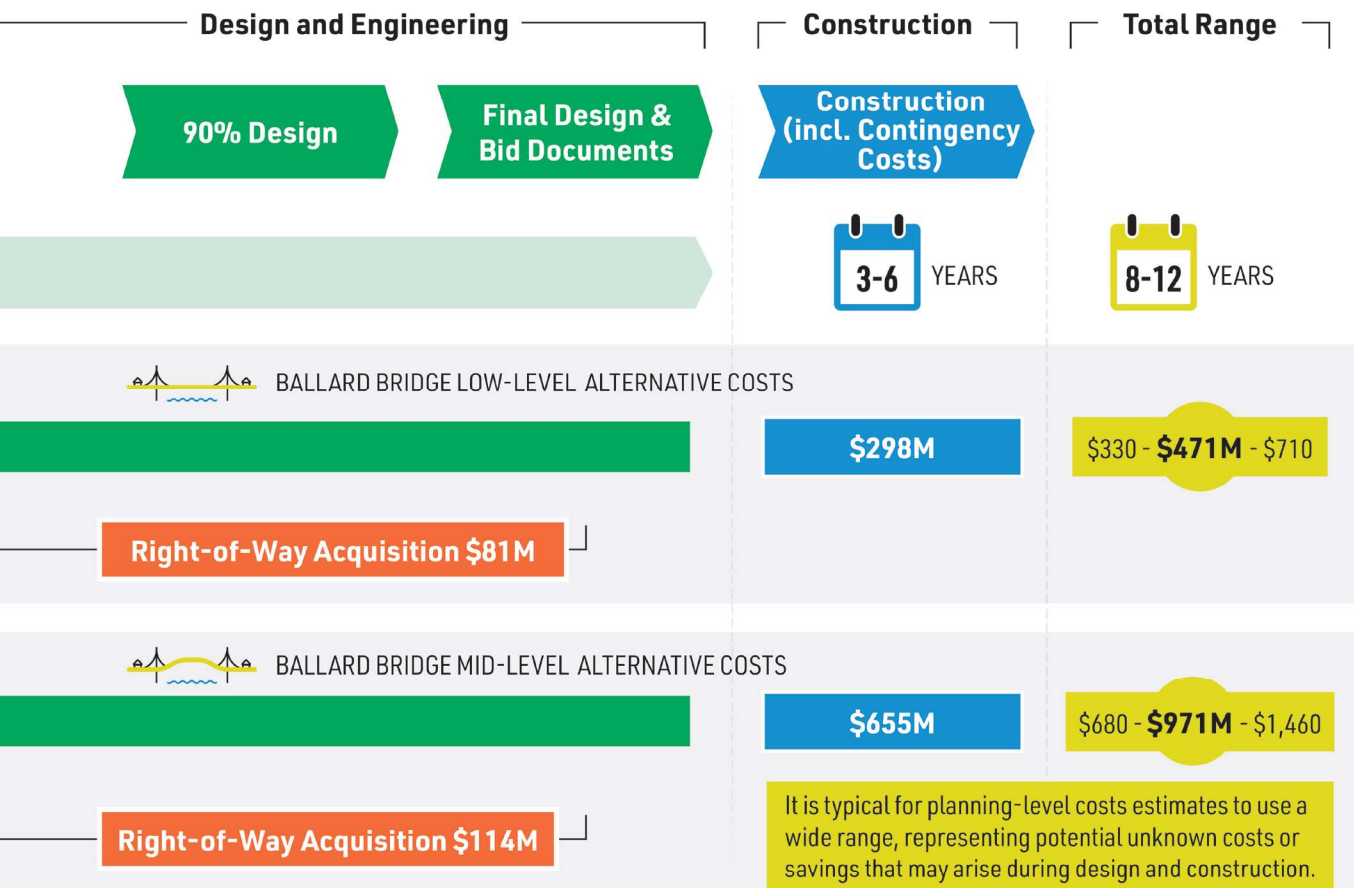 Design and Engineering
Construction
Total Range
90% Design
Final Design &
Bid Documents
Construction
(incl. Contingency
Costs)
3-6 YEARS
8-12 YEARS
BALLARD BRIDGE LOW-LEVEL ALTERNATIVE COSTS
$298M
$330 - $471M - $710
Right-of-Way Acquisition $81M
BALLARD BRIDGE MID-LEVEL ALTERNATIVE COSTS
$655M
$680 - $971M - $1,460
Right-of-Way Acquisition $114M
It is typical for planning-level costs estimates to use a
wide range, representing potential unknown costs or
savings that may arise during design and construction.